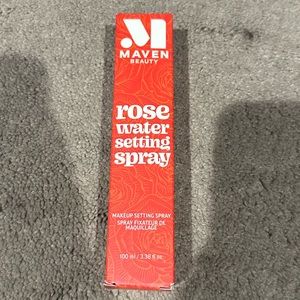 MAVEN
BEAUTY
rose
water
setting
spray
MAKEUP SETTING SPRAY
SPRAY FIXATEUR DE
MAQUILLAGE
100 ml / 3.38 fl oz